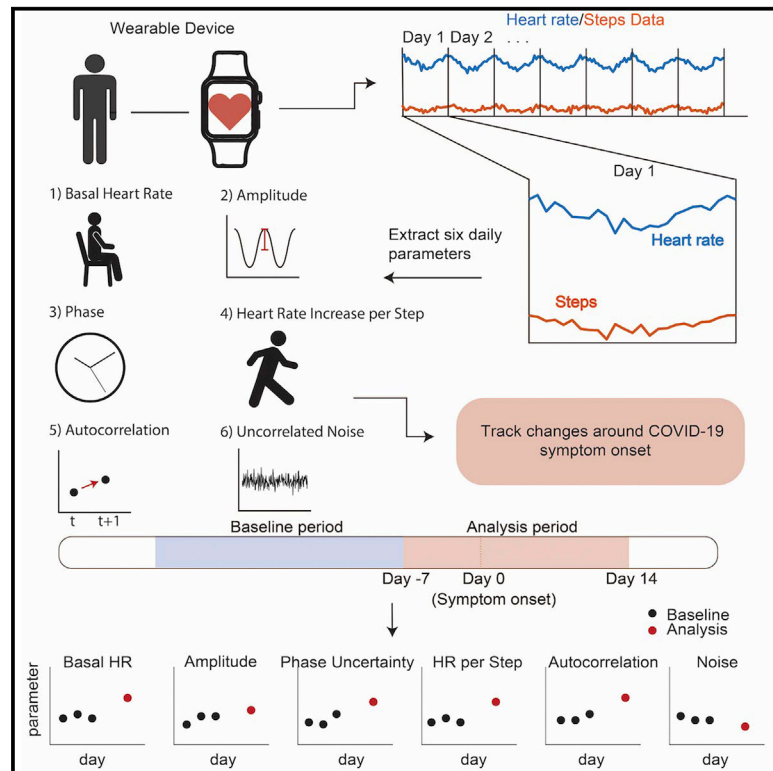 Wearable Device
Heart rate/Steps Data
Day 1 Day 2 . . .
Day 1
Heart rate
Steps
1) Basal Heart Rate
2) Amplitude
Extract six daily
parameters
3) Phase
4) Heart Rate Increase per Step
5) Autocorrelation
6) Uncorrelated Noise
t
t+1
Track changes around COVID-19
symptom onset
Baseline period
Analysis period
Day -7
Day 0
Day 14
(Symptom onset)
Baseline
Analysis
Basal HR
Amplitude
Phase Uncertainty
HR per Step
Autocorrelation
Noise
parameter
day
day
day
day
day
day